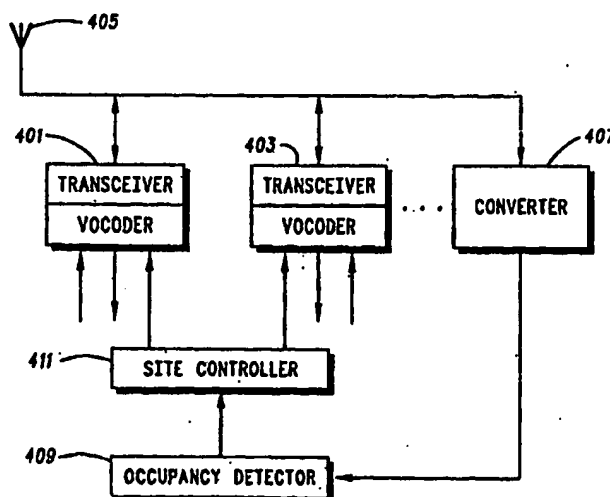 405
401
403
407
TRANSCEIVER
VOCODER
TRANSCEIVER
VOCODER
...
CONVERTER
411
SITE CONTROLLER
409
OCCUPANCY DETECTOR